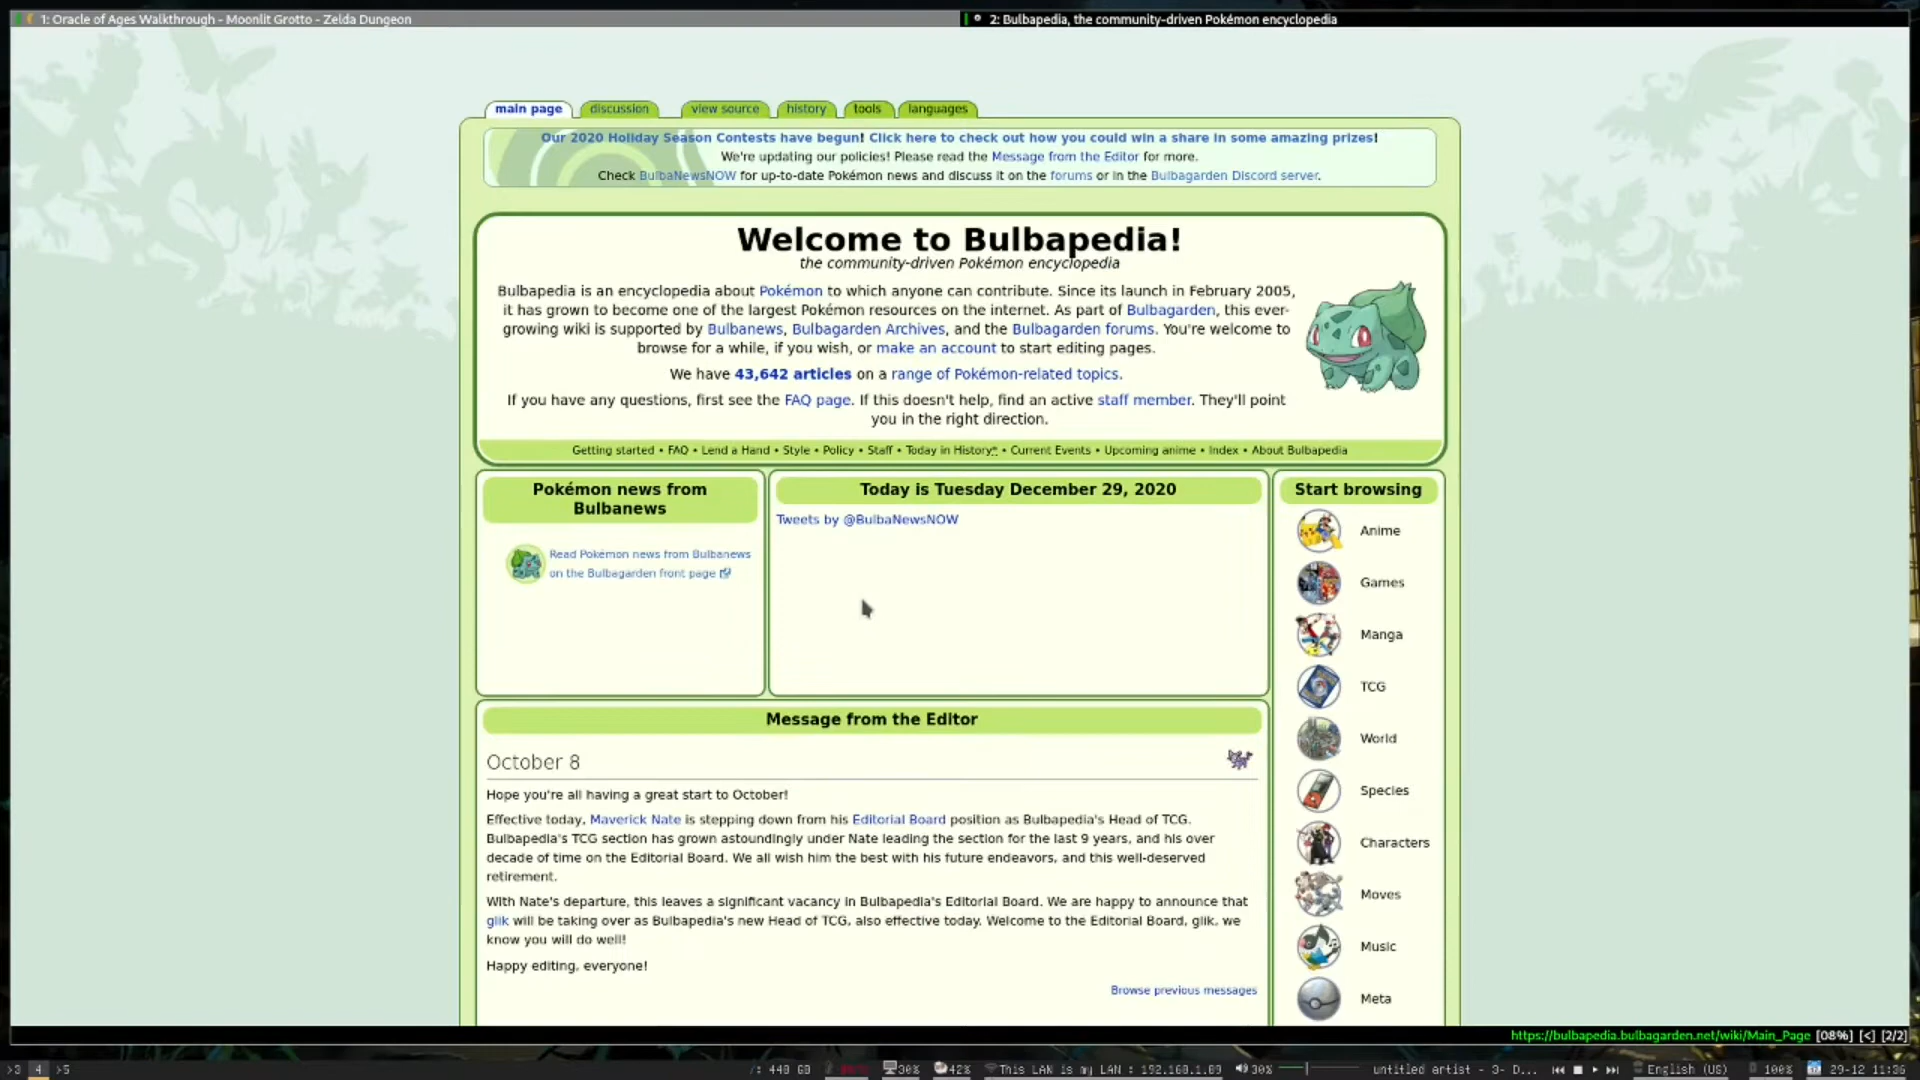 1: Oracle of Ages Walkthrough - Moonlit Grotto - Zelda Dungeon
2: Bulbapedia, the community-driven Pokémon encyclopedia
main page discussion view source history tools languages
Our 2020 Holiday Season Contests have begun! Click here to check out how you could win a share in some amazing prizes!
We're updating our policies! Please read the Message from the Editor for more.
Check BulbaNewsNOW for up-to-date Pokémon news and discuss it on the forums or in the Bulbagarden Discord server.
Welcome to Bulbapedia!
the community-driven Pokémon encyclopedia
Bulbapedia is an encyclopedia about Pokémon to which anyone can contribute. Since its launch in February 2005,
it has grown to become one of the largest Pokémon resources on the internet. As part of Bulbagarden, this ever-
growing wiki is supported by Bulbanews, Bulbagarden Archives, and the Bulbagarden forums. You're welcome to
browse for a while, if you wish, or make an account to start editing pages.
We have 43,642 articles on a range of Pokémon-related topics.
If you have any questions, first see the FAQ page. If this doesn't help, find an active staff member. They'll point
you in the right direction.
Getting started • FAQ • Lend a Hand • Style • Policy • Staff • Today in History* • Current Events • Upcoming anime • Index • About Bulbapedia
Pokémon news from
Bulbanews
Read Pokémon news from Bulbanews
on the Bulbagarden front page
Today is Tuesday December 29, 2020
Tweets by @BulbaNewsNOW
Start browsing
Anime
Games
Manga
TCG
World
Species
Characters
Moves
Music
Meta
Message from the Editor
October 8
Hope you're all having a great start to October!
Effective today, Maverick Nate is stepping down from his Editorial Board position as Bulbapedia's Head of TCG.
Bulbapedia's TCG section has grown astoundingly under Nate leading the section for the last 9 years, and his over
decade of time on the Editorial Board. We all wish him the best with his future endeavors, and this well-deserved
retirement.
With Nate's departure, this leaves a significant vacancy in Bulbapedia's Editorial Board. We are happy to announce that
glik will be taking over as Bulbapedia's new Head of TCG, also effective today. Welcome to the Editorial Board, glik, we
know you will do well!
Happy editing, everyone!
Browse previous messages
https://bulbapedia.bulbagarden.net/wiki/Main_Page [08%] [<] [2/2]
>3 4 >5 /: 440 GB 30% 42% This LAN is my LAN : 192.168.1.89 30% untitled artist - 3- D... English (US) 100% 29-12 11:36